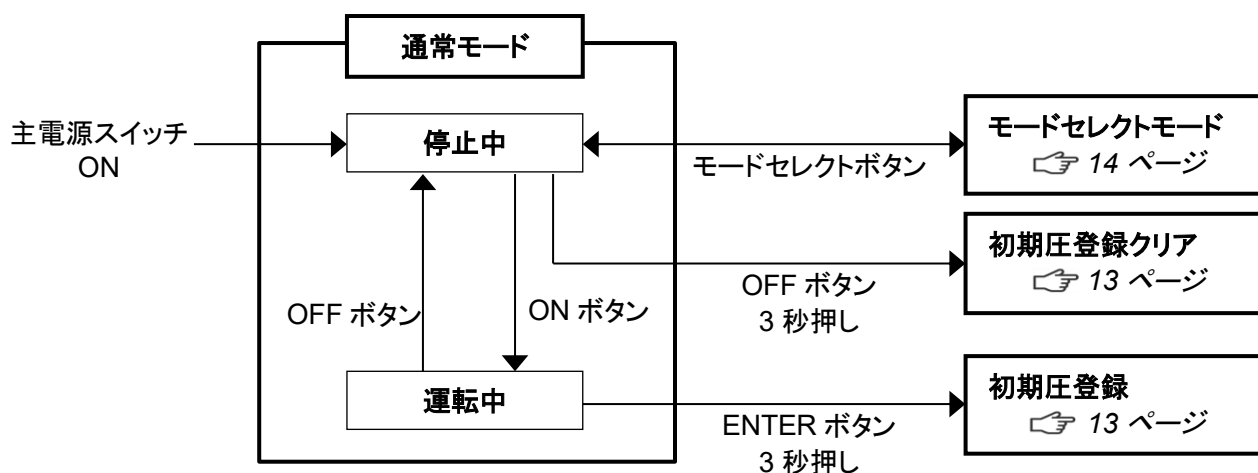 通常モード
主電源スイッチ
ON
停止中
モードセレクトボタン
モードセレクトモード
☞ 14 ページ
初期圧登録クリア
☞ 13 ページ
OFF ボタン
3 秒押し
OFF ボタン
ON ボタン
運転中
ENTER ボタン
3 秒押し
初期圧登録
☞ 13 ページ